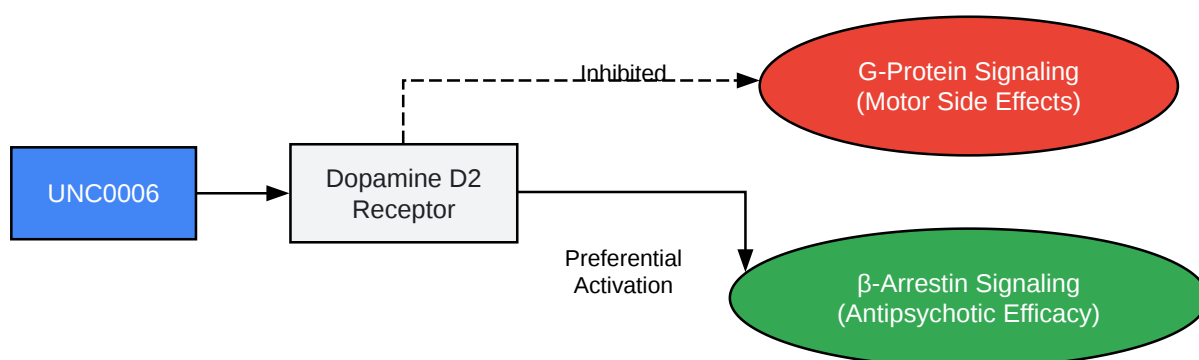 UNC0006
Dopamine D2
Receptor
Inhibited
G-Protein Signaling
(Motor Side Effects)
Preferential
Activation
β-Arrestin Signaling
(Antipsychotic Efficacy)